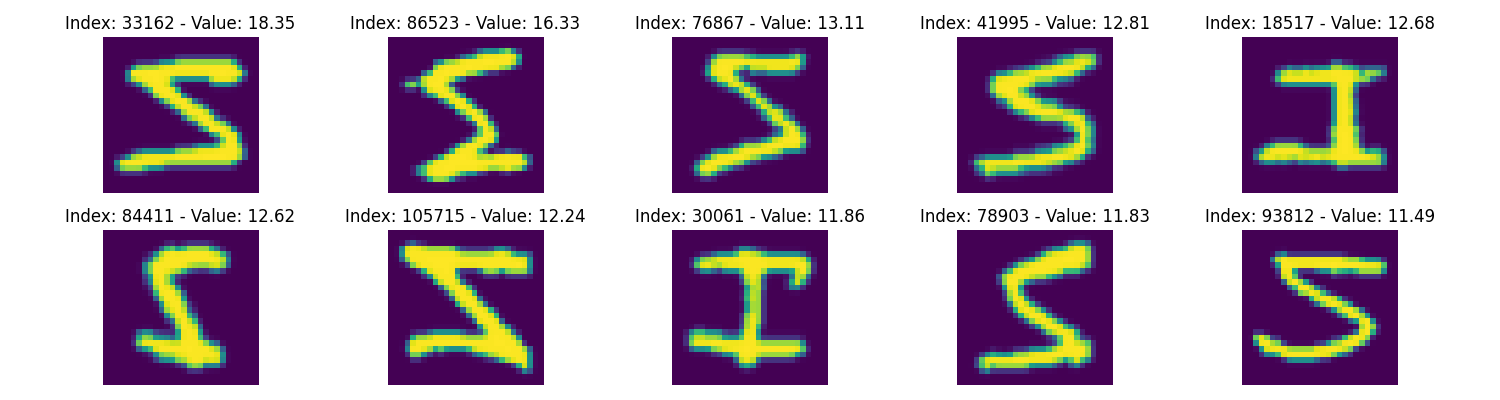 Index: 33162 - Value: 18.35 Index: 86523 - Value: 16.33 Index: 76867 - Value: 13.11 Index: 41995 - Value: 12.81 Index: 18517 - Value: 12.68
S S S S I
Index: 84411 - Value: 12.62 Index: 105715 - Value: 12.24 Index: 30061 - Value: 11.86 Index: 78903 - Value: 11.83 Index: 93812 - Value: 11.49
S I S S